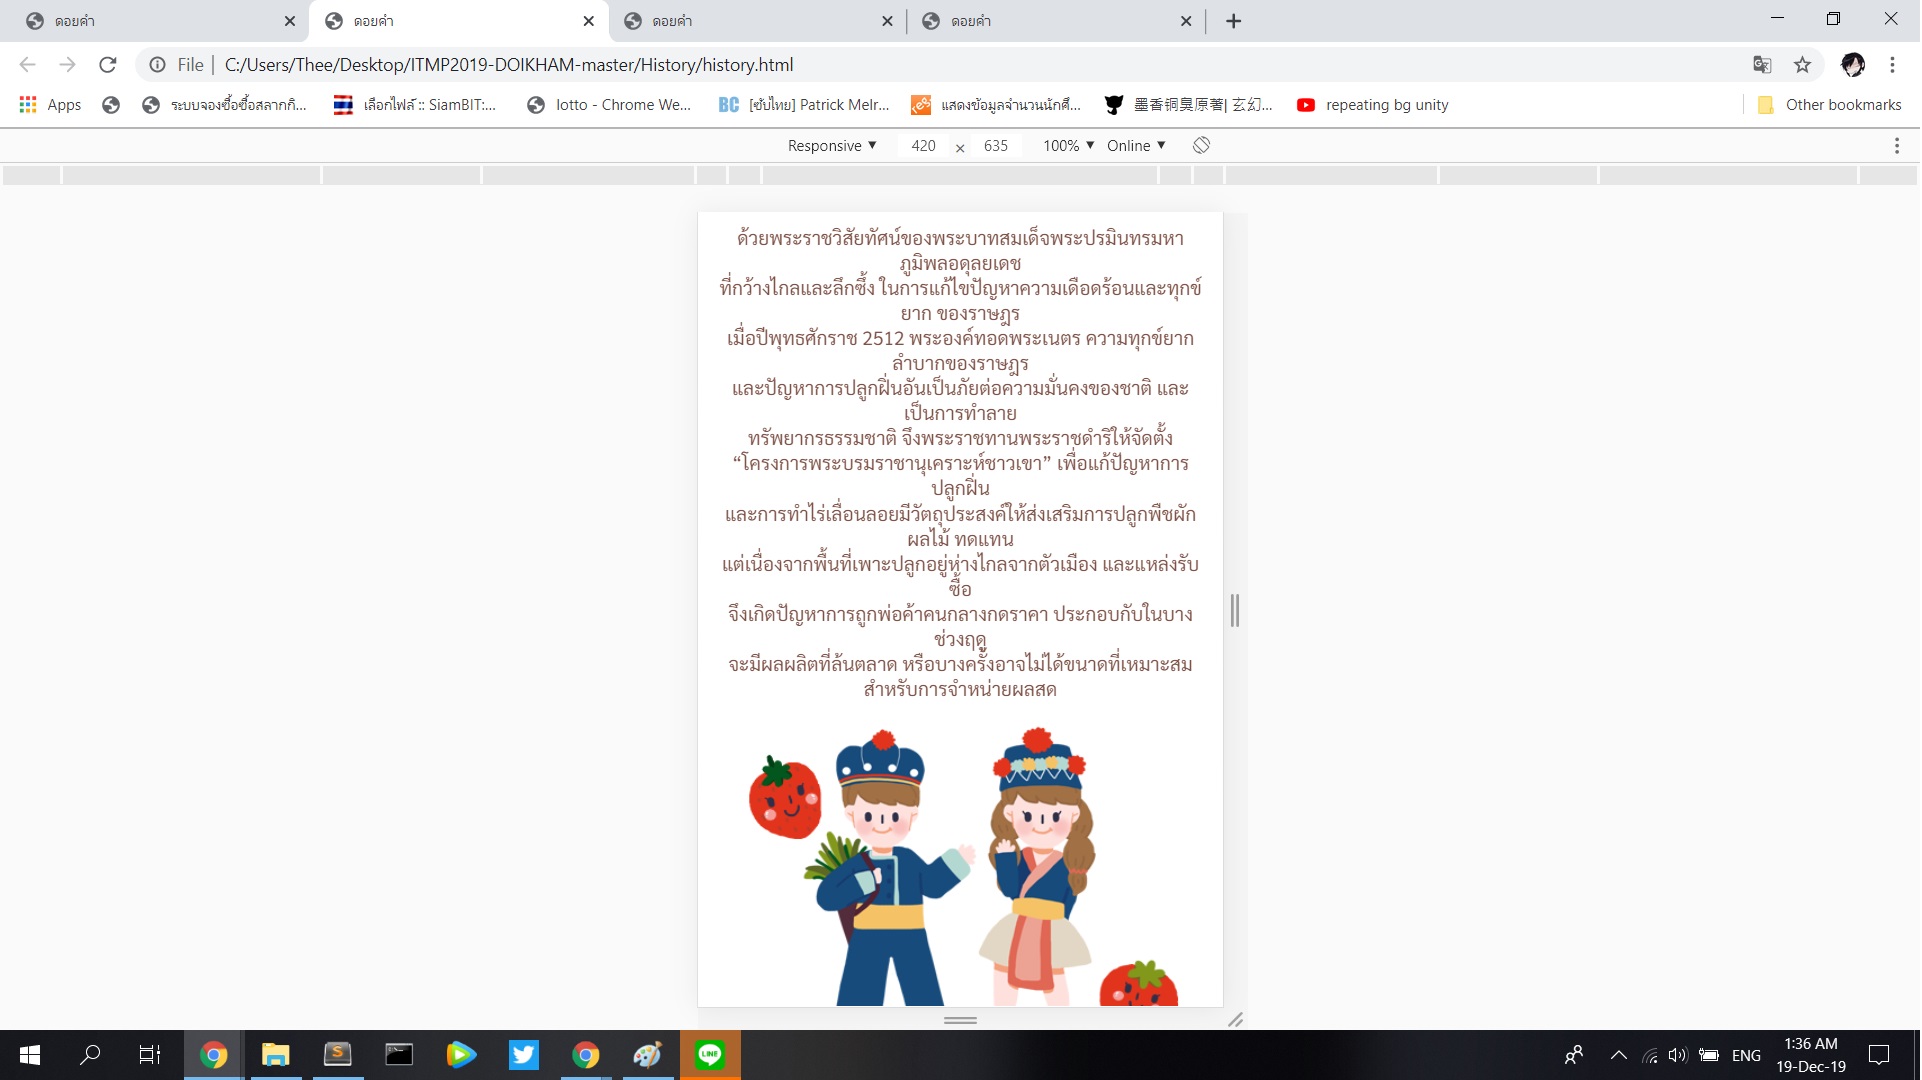 ดอยคำ
ดอยคำ
ดอยคำ
ดอยคำ
File
C:/Users/Thee/Desktop/ITMP2019-DOIKHAM-master/History/history.html
Apps
ระบบจองซื้อซื้อสลากกิ...
เลือกไฟล์ :: SiamBIT:...
lotto - Chrome We...
BC
[ซับไทย] Patrick Melr...
reg
แสดงข้อมูลจำนวนนักศึ...
墨香铜臭原著| 玄幻...
repeating bg unity
Other bookmarks
Responsive
420 × 635
100%
Online
ด้วยพระราชวิสัยทัศน์ของพระบาทสมเด็จพระปรมินทรมหา
ภูมิพลอดุลยเดช
ที่กว้างไกลและลึกซึ้ง ในการแก้ไขปัญหาความเดือดร้อนและทุกข์
ยาก ของราษฎร
เมื่อปีพุทธศักราช 2512 พระองค์ทอดพระเนตร ความทุกข์ยาก
ลำบากของราษฎร
และปัญหาการปลูกฝิ่นอันเป็นภัยต่อความมั่นคงของชาติ และ
เป็นการทำลาย
ทรัพยากรธรรมชาติ จึงพระราชทานพระราชดำริให้จัดตั้ง
“โครงการพระบรมราชานุเคราะห์ชาวเขา” เพื่อแก้ปัญหาการ
ปลูกฝิ่น
และการทำไร่เลื่อนลอยมีวัตถุประสงค์ให้ส่งเสริมการปลูกพืชผัก
ผลไม้ ทดแทน
แต่เนื่องจากพื้นที่เพาะปลูกอยู่ห่างไกลจากตัวเมือง และแหล่งรับ
ซื้อ
จึงเกิดปัญหาการถูกพ่อค้าคนกลางกดราคา ประกอบกับในบาง
ช่วงฤดู
จะมีผลผลิตที่ล้นตลาด หรือบางครั้งอาจไม่ได้ขนาดที่เหมาะสม
สำหรับการจำหน่ายผลสด
LINE
ENG
1:36 AM
19-Dec-19